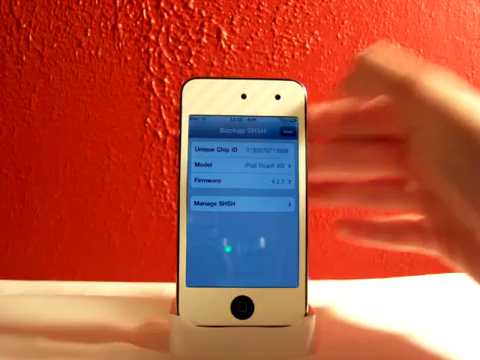 Backup SHSH
Unique Chip ID
Model iPod Touch 4G
Firmware 4.2.1
Manage SHSH